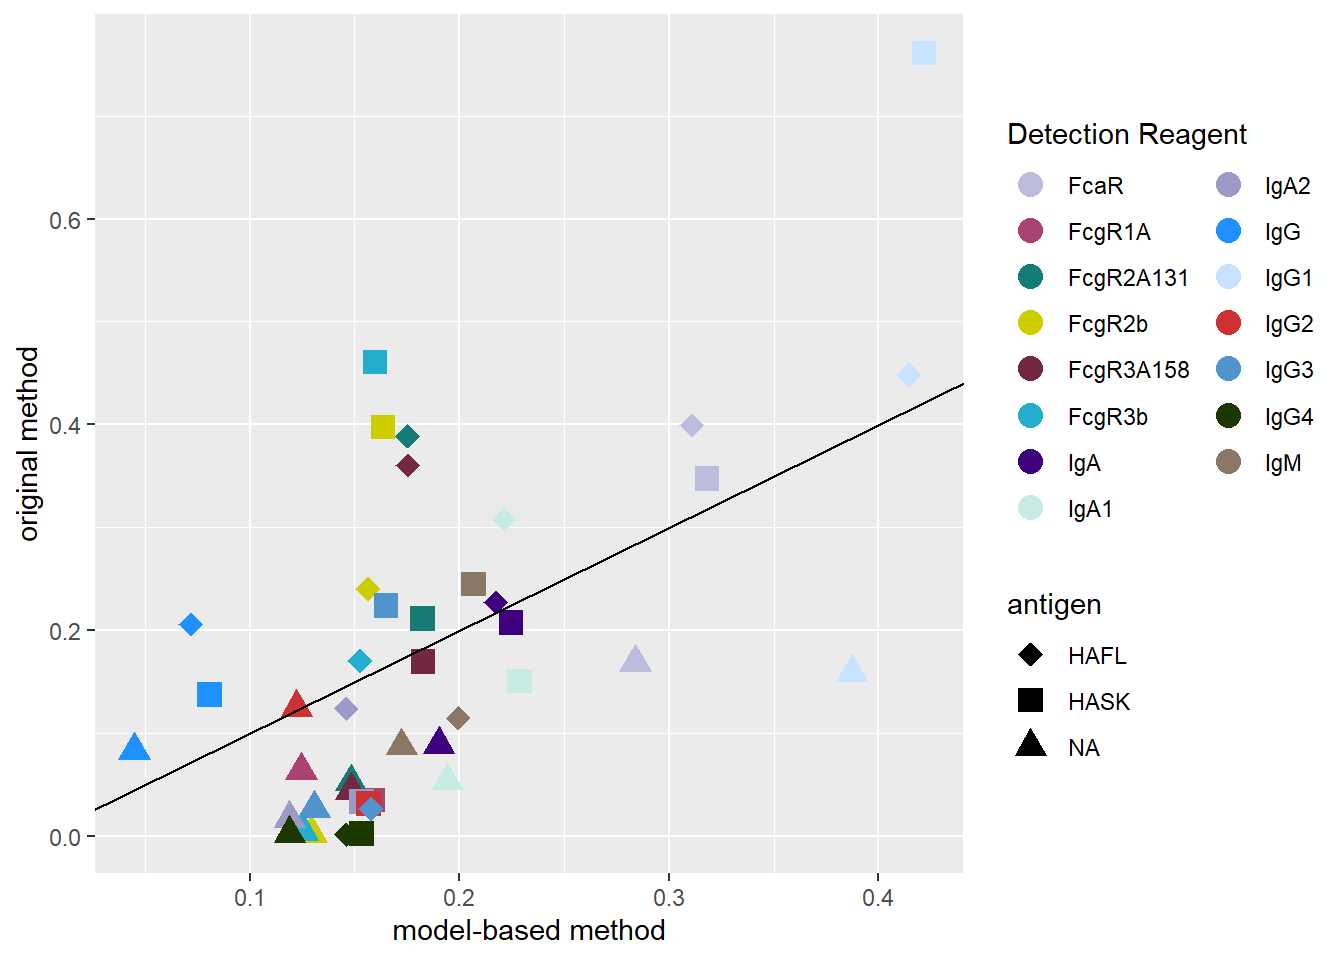 original method
0.6
0.4
0.2
0.0
0.1 0.2 0.3 0.4
model-based method
Detection Reagent
FcaR IgA2
FcgR1A IgG
FcgR2A131 IgG1
FcgR2b IgG2
FcgR3A158 IgG3
FcgR3b IgG4
IgA IgM
IgA1
antigen
HAFL
HASK
NA